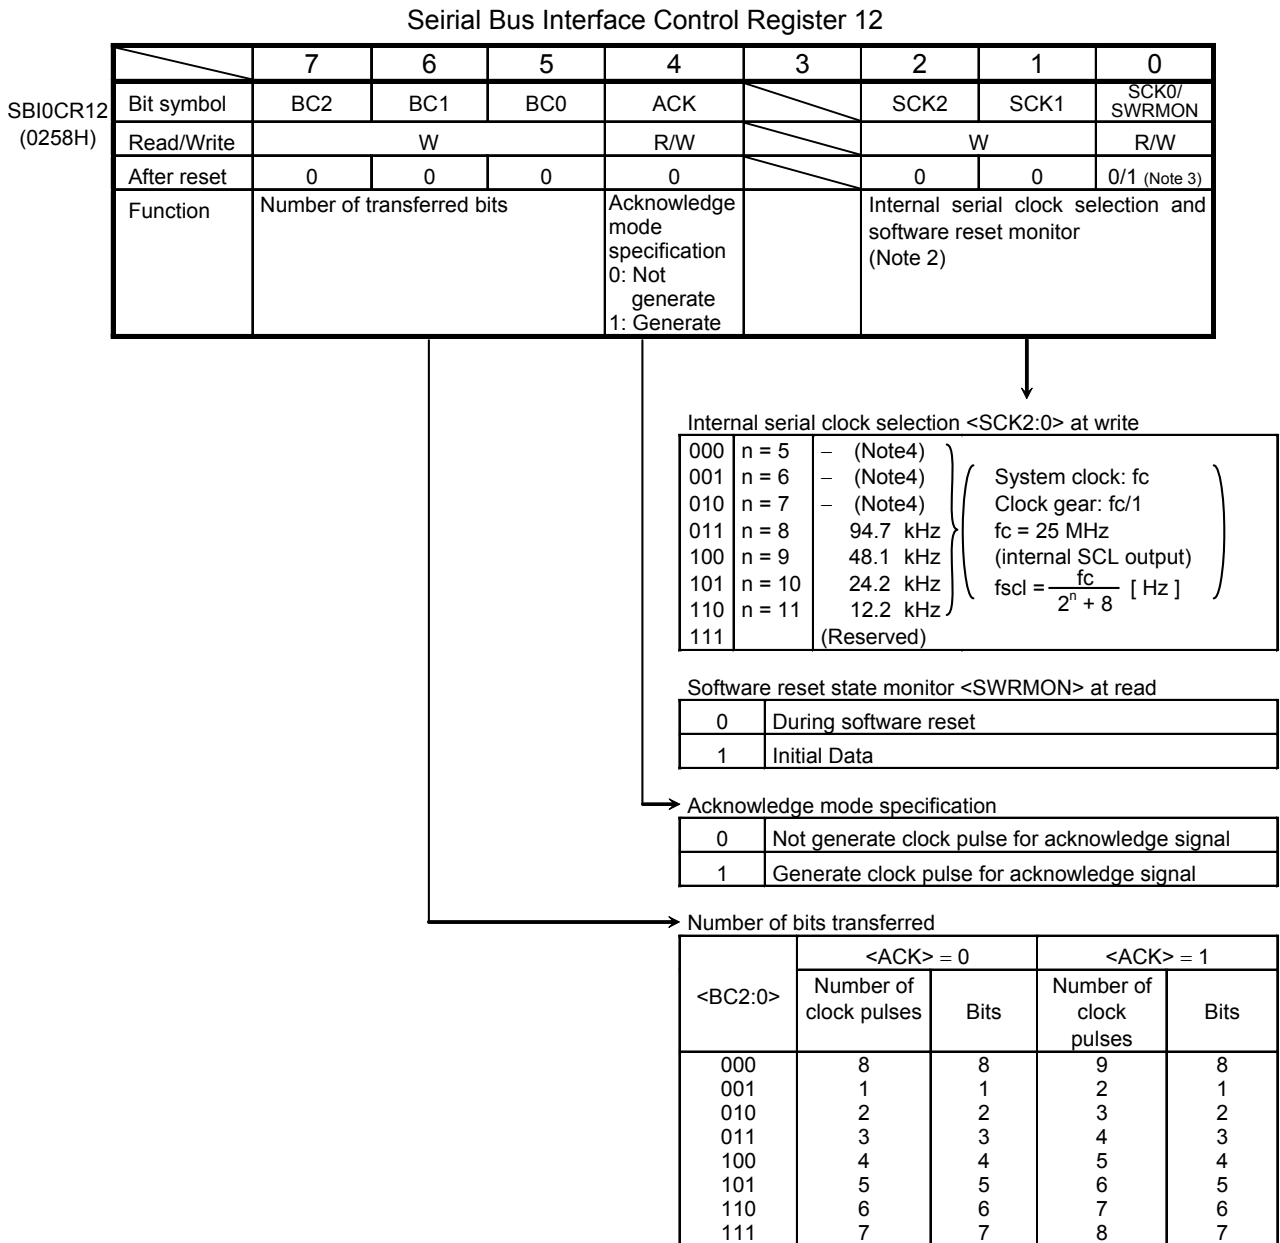 Seirial Bus Interface Control Register 12
7 6 5 4 3 2 1 0
SBI0CR12
(0258H)
Bit symbol BC2 BC1 BC0 ACK SCK2 SCK1 SCK0/
SWRMON
Read/Write W R/W W R/W
After reset 0 0 0 0 0 0 0/1 (Note 3)
Function
Number of transferred bits
Acknowledge
mode
specification
0: Not
generate
1: Generate
Internal serial clock selection and
software reset monitor
(Note 2)
Internal serial clock selection <SCK2:0> at write
000 n = 5 − (Note4)
001 n = 6 − (Note4)
010 n = 7 − (Note4)
011 n = 8 94.7 kHz
100 n = 9 48.1 kHz
101 n = 10 24.2 kHz
110 n = 11 12.2 kHz
111 (Reserved)
System clock: fc
Clock gear: fc/1
fc = 25 MHz
(internal SCL output)
fscl = fc / 2^n + 8 [ Hz ]
Software reset state monitor <SWRMON> at read
0 During software reset
1 Initial Data
Acknowledge mode specification
0 Not generate clock pulse for acknowledge signal
1 Generate clock pulse for acknowledge signal
Number of bits transferred
<BC2:0>
<ACK> = 0 <ACK> = 1
Number of
clock pulses
Bits
Number of
clock
pulses
Bits
000 8 8 9 8
001 1 1 2 1
010 2 2 3 2
011 3 3 4 3
100 4 4 5 4
101 5 5 6 5
110 6 6 7 6
111 7 7 8 7